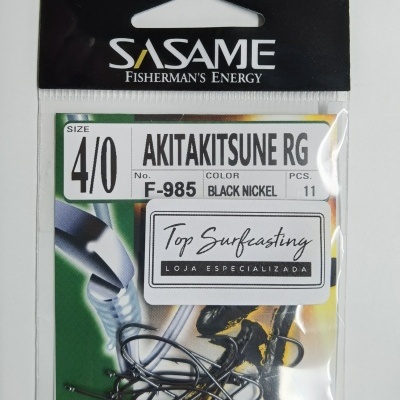 SASAME
FISHERMAN'S ENERGY
SIZE
4/0
AKITAKITSUNE RG
No. COLOR PCS.
F-985 BLACK NICKEL 11
Top Surfcasting
LOJA ESPECIALIZADA